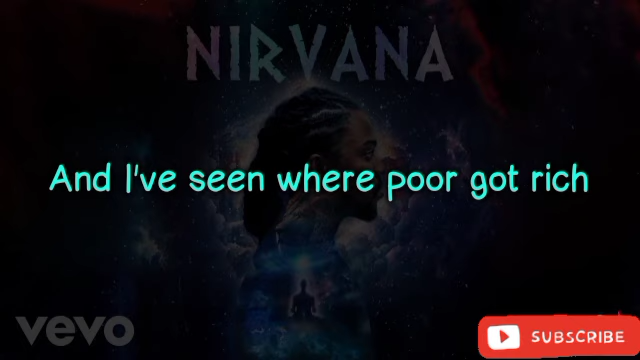 NIRVANA
And I've seen where poor got rich
vevo
SUBSCRIBE